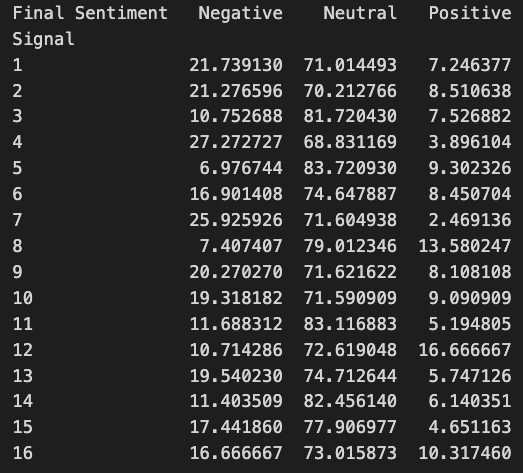 Final Sentiment Negative Neutral Positive
Signal
1 21.739130 71.014493 7.246377
2 21.276596 70.212766 8.510638
3 10.752688 81.720430 7.526882
4 27.272727 68.831169 3.896104
5 6.976744 83.720930 9.302326
6 16.901408 74.647887 8.450704
7 25.925926 71.604938 2.469136
8 7.407407 79.012346 13.580247
9 20.270270 71.621622 8.108108
10 19.318182 71.590909 9.090909
11 11.688312 83.116883 5.194805
12 10.714286 72.619048 16.666667
13 19.540230 74.712644 5.747126
14 11.403509 82.456140 6.140351
15 17.441860 77.906977 4.651163
16 16.666667 73.015873 10.317460